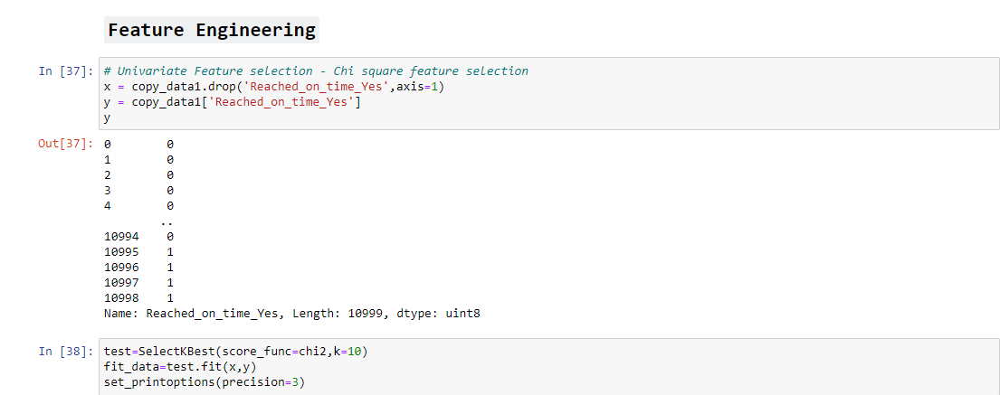 Feature Engineering
In [37]: # Univariate Feature selection - Chi square feature selection
x = copy_data1.drop('Reached_on_time_Yes',axis=1)
y = copy_data1['Reached_on_time_Yes']
y
Out[37]: 0 0
1 0
2 0
3 0
4 0
..
10994 0
10995 1
10996 1
10997 1
10998 1
Name: Reached_on_time_Yes, Length: 10999, dtype: uint8
In [38]: test=SelectKBest(score_func=chi2,k=10)
fit_data=test.fit(x,y)
set_printoptions(precision=3)